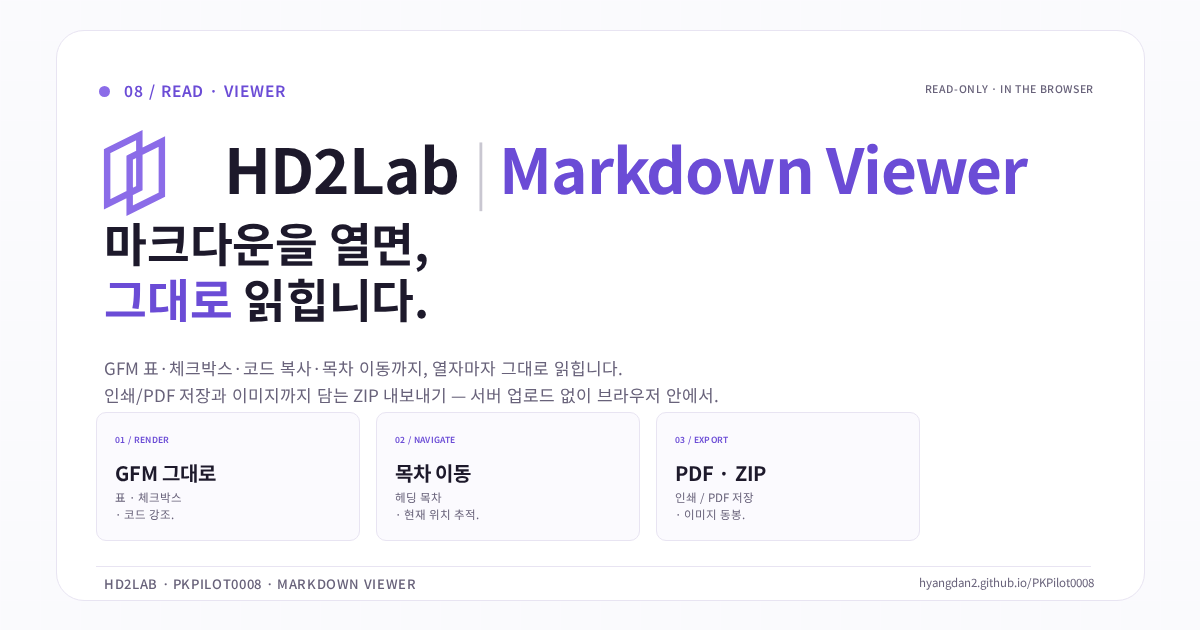 08 / READ · VIEWER
READ-ONLY · IN THE BROWSER
HD2Lab | Markdown Viewer
마크다운을 열면,
그대로 읽힙니다.
GFM 표·체크박스·코드 복사·목차 이동까지, 열자마자 그대로 읽힙니다.
인쇄/PDF 저장과 이미지까지 담는 ZIP 내보내기 — 서버 업로드 없이 브라우저 안에서.
01 / RENDER
GFM 그대로
표 · 체크박스
· 코드 강조.
02 / NAVIGATE
목차 이동
헤딩 목차
· 현재 위치 추적.
03 / EXPORT
PDF · ZIP
인쇄 / PDF 저장
· 이미지 동봉.
HD2LAB · PKPILOT0008 · MARKDOWN VIEWER
hyangdan2.github.io/PKPilot0008